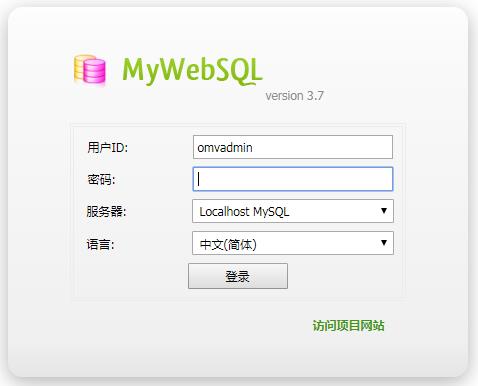 MyWebSQL
version 3.7
用户ID: omvadmin
密码:
服务器: Localhost MySQL
语言: 中文(简体)
登录
访问项目网站